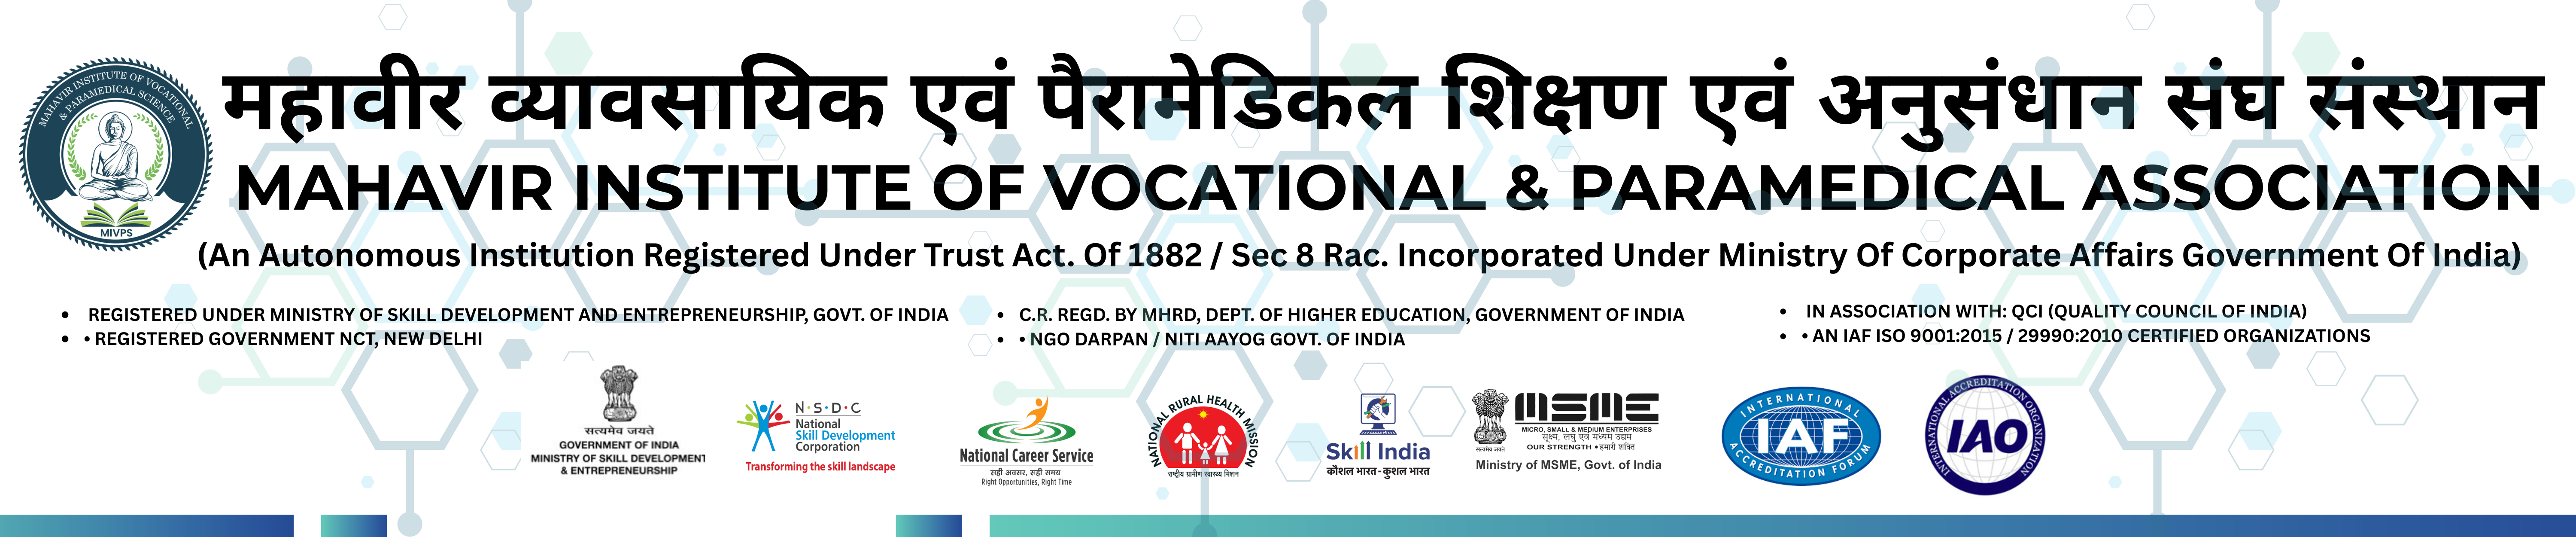 MAHAVIR INSTITUTE OF VOCATIONAL
& PARAMEDICAL SCIENCE
MIVPS
महावीर व्यावसायिक एवं पैरामेडिकल शिक्षण एवं अनुसंधान संघ संस्थान
MAHAVIR INSTITUTE OF VOCATIONAL & PARAMEDICAL ASSOCIATION
(An Autonomous Institution Registered Under Trust Act. Of 1882 / Sec 8 Rac. Incorporated Under Ministry Of Corporate Affairs Government Of India)
• REGISTERED UNDER MINISTRY OF SKILL DEVELOPMENT AND ENTREPRENEURSHIP, GOVT. OF INDIA
• • REGISTERED GOVERNMENT NCT, NEW DELHI
• C.R. REGD. BY MHRD, DEPT. OF HIGHER EDUCATION, GOVERNMENT OF INDIA
• • NGO DARPAN / NITI AAYOG GOVT. OF INDIA
• IN ASSOCIATION WITH: QCI (QUALITY COUNCIL OF INDIA)
• • AN IAF ISO 9001:2015 / 29990:2010 CERTIFIED ORGANIZATIONS
सत्यमेव जयते
GOVERNMENT OF INDIA
MINISTRY OF SKILL DEVELOPMENT
& ENTREPRENEURSHIP
N·S·D·C
National
Skill Development
Corporation
Transforming the skill landscape
National Career Service
सही अवसर, सही समय
Right Opportunities, Right Time
NATIONAL RURAL HEALTH MISSION
राष्ट्रीय ग्रामीण स्वास्थ्य मिशन
Skill India
कौशल भारत-कुशल भारत
सत्यमेव जयते
MSME
MICRO, SMALL & MEDIUM ENTERPRISES
सूक्ष्म, लघु एवं मध्यम उद्यम
OUR STRENGTH • हमारी शक्ति
Ministry of MSME, Govt. of India
INTERNATIONAL
IAF
ACCREDITATION FORUM
INTERNATIONAL ACCREDITATION ORGANIZATION
IAO